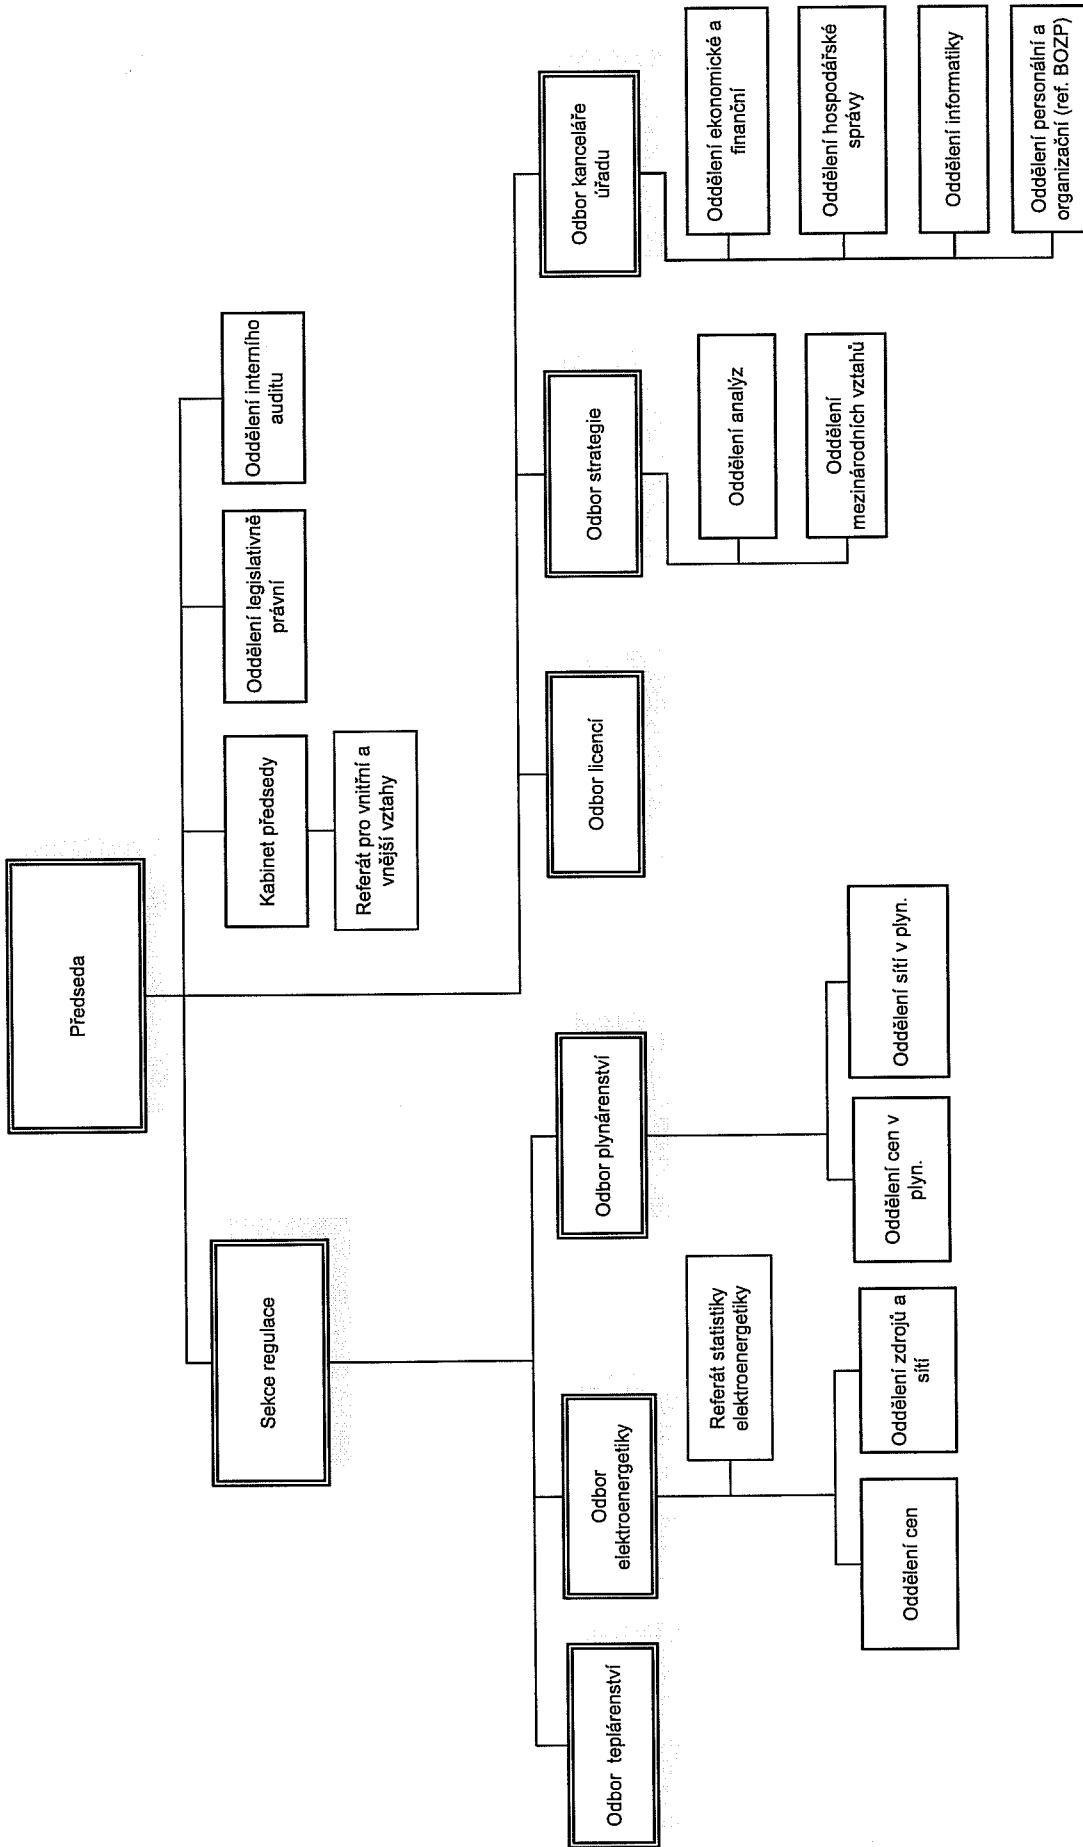 Předseda
Sekce regulace
Kabinet předsedy
Referát pro vnitřní a
vnější vztahy
Oddělení legislativně
právní
Oddělení interního
auditu
Odbor teplárenství
Odbor
elektroenergetiky
Referát statistiky
elektroenergetiky
Oddělení cen
Oddělení zdrojů a
sítí
Odbor plynárenství
Oddělení cen v
plyn.
Oddělení sítí v plyn.
Odbor licencí
Odbor strategie
Oddělení analýz
Oddělení
mezinárodních vztahů
Odbor kanceláře
úřadu
Oddělení ekonomické a
finanční
Oddělení hospodářské
správy
Oddělení informatiky
Oddělení personální a
organizační (ref. BOZP)